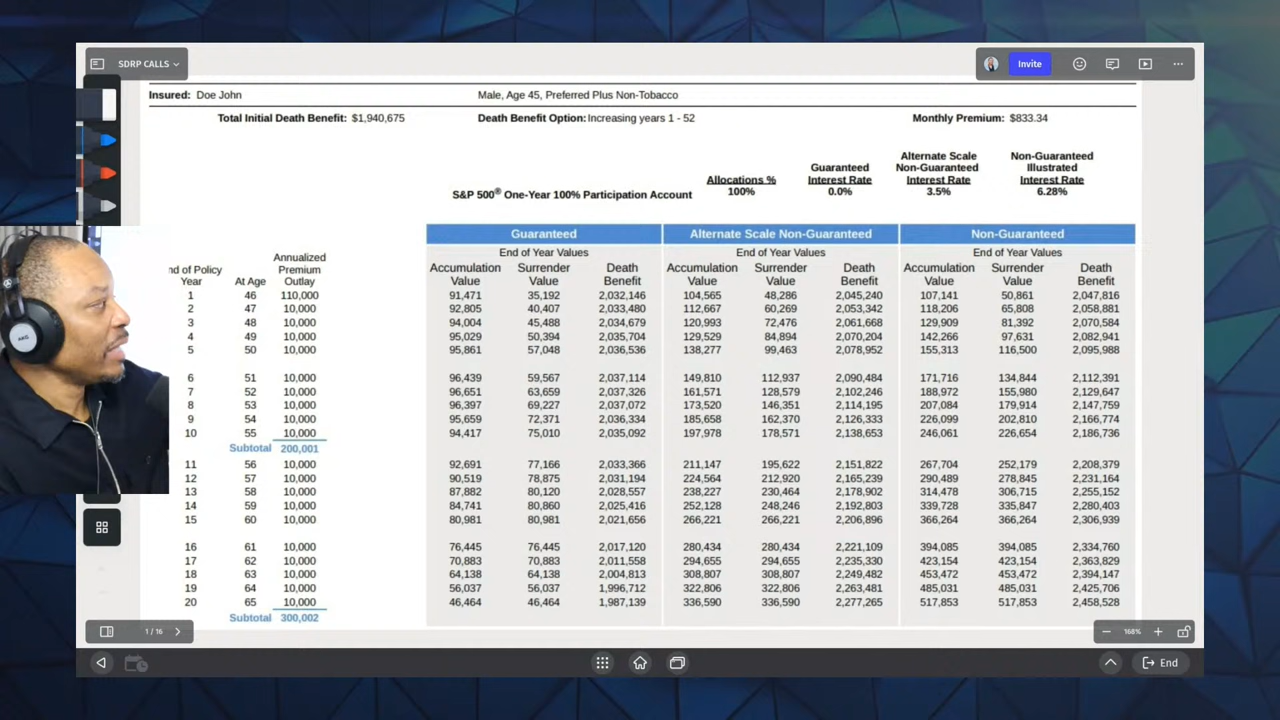 SDRP CALLS
Invite
Insured: Doe John Male, Age 45, Preferred Plus Non-Tobacco
Total Initial Death Benefit: $1,940,675 Death Benefit Option: Increasing years 1 - 52 Monthly Premium: $833.34
Allocations % Guaranteed Interest Rate Alternate Scale Non-Guaranteed Interest Rate Non-Guaranteed Illustrated Interest Rate
S&P 500® One-Year 100% Participation Account 100% 0.0% 3.5% 6.28%
Guaranteed Alternate Scale Non-Guaranteed Non-Guaranteed
End of Year Values End of Year Values End of Year Values
nd of Policy Year At Age Annualized Premium Outlay Accumulation Value Surrender Value Death Benefit Accumulation Value Surrender Value Death Benefit Accumulation Value Surrender Value Death Benefit
1 46 110,000 91,471 35,192 2,032,146 104,565 48,286 2,045,240 107,141 50,861 2,047,816
2 47 10,000 92,805 40,407 2,033,480 112,667 60,269 2,053,342 118,206 65,808 2,058,881
3 48 10,000 94,004 45,488 2,034,679 120,993 72,476 2,061,668 129,909 81,392 2,070,584
4 49 10,000 95,029 50,394 2,035,704 129,529 84,894 2,070,204 142,266 97,631 2,082,941
5 50 10,000 95,861 57,048 2,036,536 138,277 99,463 2,078,952 155,313 116,500 2,095,988
6 51 10,000 96,439 59,567 2,037,114 149,810 112,937 2,090,484 171,716 134,844 2,112,391
7 52 10,000 96,651 63,659 2,037,326 161,571 128,579 2,102,246 188,972 155,980 2,129,647
8 53 10,000 96,397 69,227 2,037,072 173,520 146,351 2,114,195 207,084 179,914 2,147,759
9 54 10,000 95,659 72,371 2,036,334 185,658 162,370 2,126,333 226,099 202,810 2,166,774
10 55 10,000 94,417 75,010 2,035,092 197,978 178,571 2,138,653 246,061 226,654 2,186,736
Subtotal 200,001
11 56 10,000 92,691 77,166 2,033,366 211,147 195,622 2,151,822 267,704 252,179 2,208,379
12 57 10,000 90,519 78,875 2,031,194 224,564 212,920 2,165,239 290,489 278,845 2,231,164
13 58 10,000 87,882 80,120 2,028,557 238,227 230,464 2,178,902 314,478 306,715 2,255,152
14 59 10,000 84,741 80,860 2,025,416 252,128 248,246 2,192,803 339,728 335,847 2,280,403
15 60 10,000 80,981 80,981 2,021,656 266,221 266,221 2,206,896 366,264 366,264 2,306,939
16 61 10,000 76,445 76,445 2,017,120 280,434 280,434 2,221,109 394,085 394,085 2,334,760
17 62 10,000 70,883 70,883 2,011,558 294,655 294,655 2,235,330 423,154 423,154 2,363,829
18 63 10,000 64,138 64,138 2,004,813 308,807 308,807 2,249,482 453,472 453,472 2,394,147
19 64 10,000 56,037 56,037 1,996,712 322,806 322,806 2,263,481 485,031 485,031 2,425,706
20 65 10,000 46,464 46,464 1,987,139 336,590 336,590 2,277,265 517,853 517,853 2,458,528
Subtotal 300,002
1 / 16
168%
End